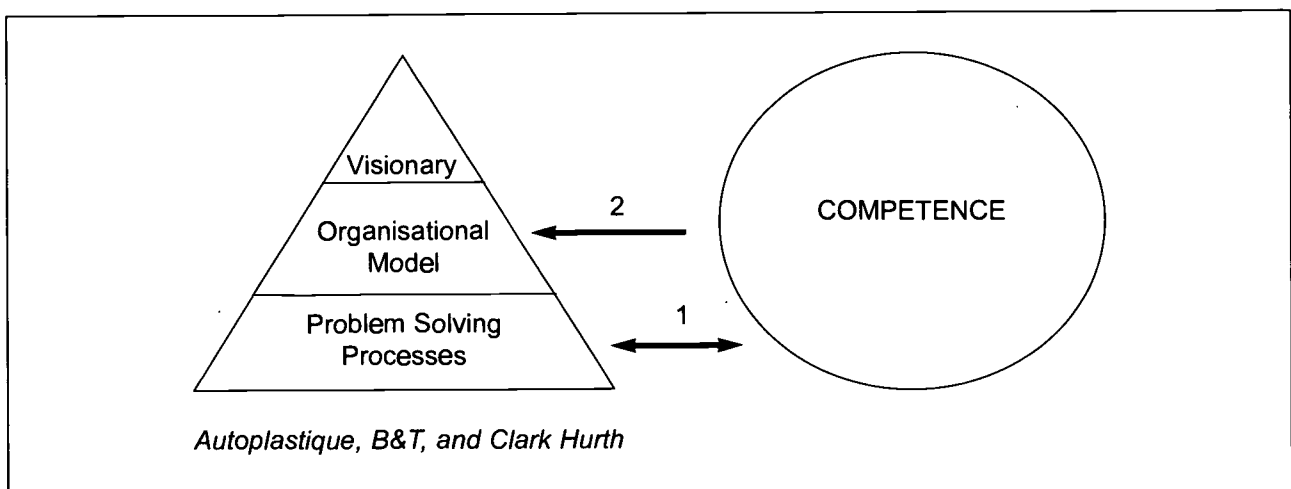 Visionary
Organisational
Model
Problem Solving
Processes
2
1
COMPETENCE
Autoplastique, B&T, and Clark Hurth